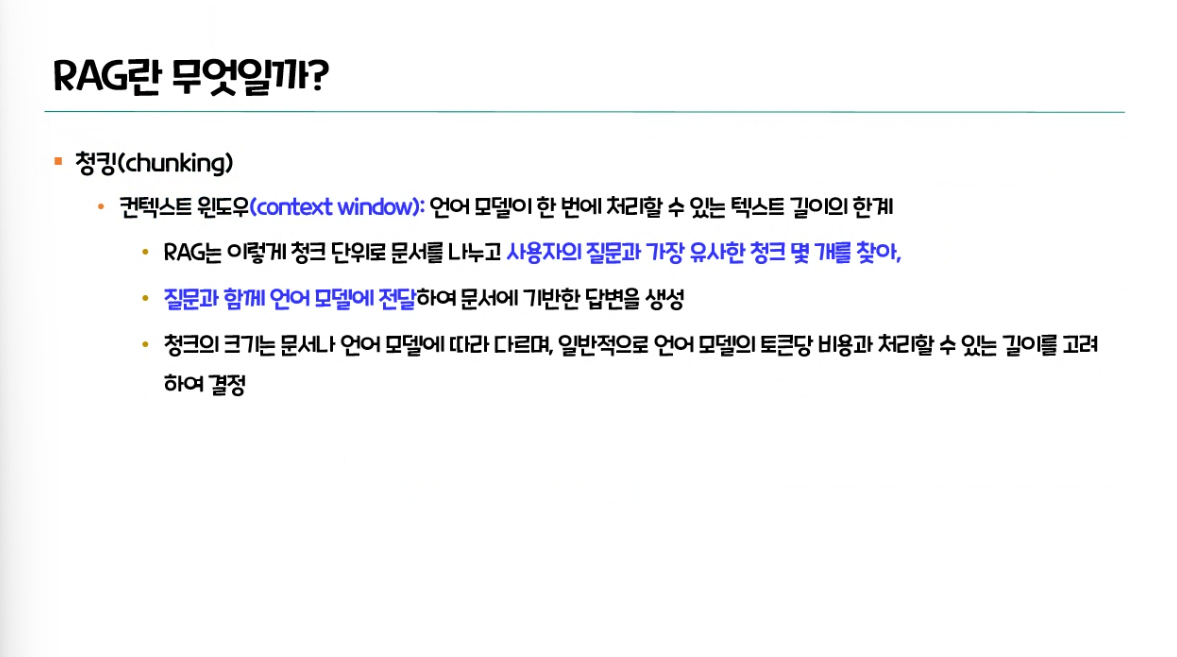 RAG란 무엇일까?
청킹(chunking)
컨텍스트 윈도우(context window): 언어 모델이 한 번에 처리할 수 있는 텍스트 길이의 한계
RAG는 이렇게 청크 단위로 문서를 나누고 사용자의 질문과 가장 유사한 청크 몇 개를 찾아,
질문과 함께 언어 모델에 전달하여 문서에 기반한 답변을 생성
청크의 크기는 문서나 언어 모델에 따라 다르며, 일반적으로 언어 모델의 토큰당 비용과 처리할 수 있는 길이를 고려
하여 결정